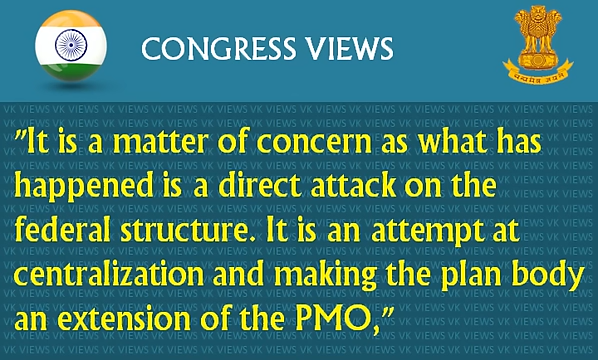 CONGRESS VIEWS
"It is a matter of concern as what has
happened is a direct attack on the
federal structure. It is an attempt at
centralization and making the plan body
an extension of the PMO,"